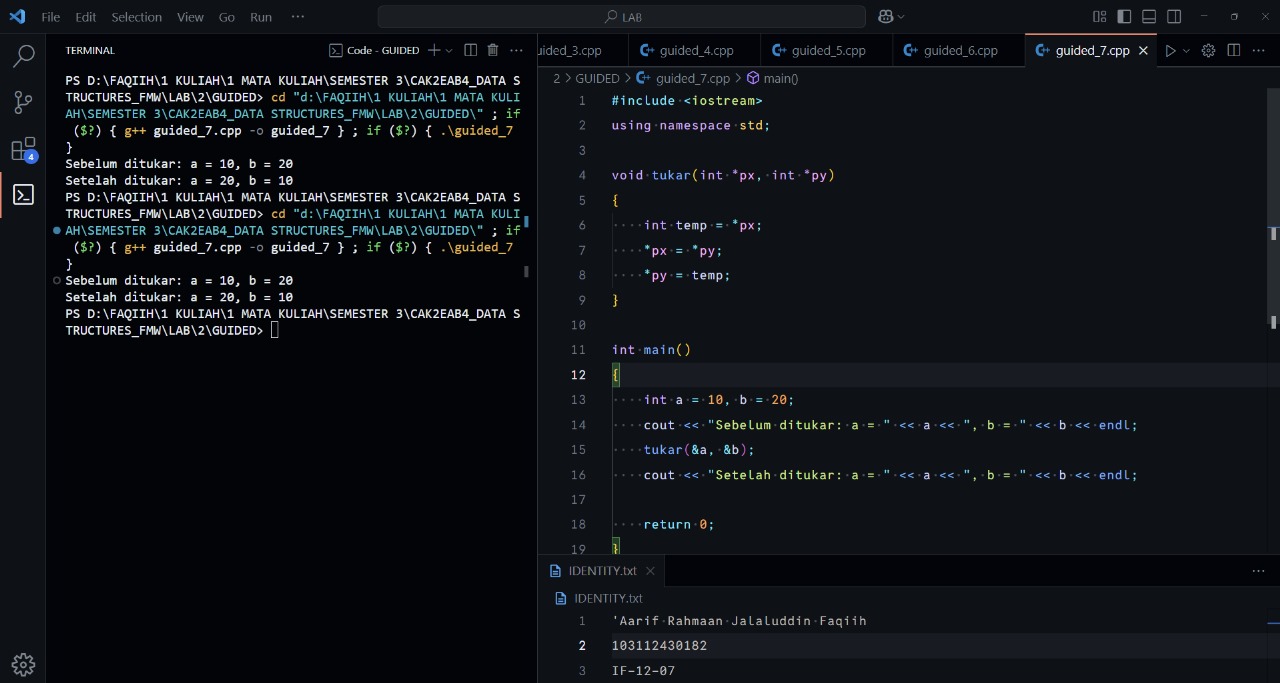 File Edit Selection View Go Run ··· LAB
TERMINAL
Code - GUIDED
PS D:\FAQIIH\1 KULIAH\1 MATA KULIAH\SEMESTER 3\CAK2EAB4_DATA S
TRUCTURES_FMW\LAB\2\GUIDED> cd "d:\FAQIIH\1 KULIAH\1 MATA KULI
AH\SEMESTER 3\CAK2EAB4_DATA STRUCTURES_FMW\LAB\2\GUIDED\" ; if
($?) { g++ guided_7.cpp -o guided_7 } ; if ($?) { .\guided_7
}
Sebelum ditukar: a = 10, b = 20
Setelah ditukar: a = 20, b = 10
PS D:\FAQIIH\1 KULIAH\1 MATA KULIAH\SEMESTER 3\CAK2EAB4_DATA S
TRUCTURES_FMW\LAB\2\GUIDED> cd "d:\FAQIIH\1 KULIAH\1 MATA KULI
AH\SEMESTER 3\CAK2EAB4_DATA STRUCTURES_FMW\LAB\2\GUIDED\" ; if
($?) { g++ guided_7.cpp -o guided_7 } ; if ($?) { .\guided_7
}
Sebelum ditukar: a = 10, b = 20
Setelah ditukar: a = 20, b = 10
PS D:\FAQIIH\1 KULIAH\1 MATA KULIAH\SEMESTER 3\CAK2EAB4_DATA S
TRUCTURES_FMW\LAB\2\GUIDED>
4
uided_3.cpp guided_4.cpp guided_5.cpp guided_6.cpp guided_7.cpp
2 > GUIDED > guided_7.cpp > main()
1 #include <iostream>
2 using namespace std;
3
4 void tukar(int *px, int *py)
5 {
6 int temp = *px;
7 *px = *py;
8 *py = temp;
9 }
10
11 int main()
12 {
13 int a = 10, b = 20;
14 cout << "Sebelum ditukar: a = " << a << ", b = " << b << endl;
15 tukar(&a, &b);
16 cout << "Setelah ditukar: a = " << a << ", b = " << b << endl;
17
18 return 0;
19 }
IDENTITY.txt
IDENTITY.txt
1 'Aarif Rahmaan Jalaluddin Faqiih
2 103112430182
3 IF-12-07